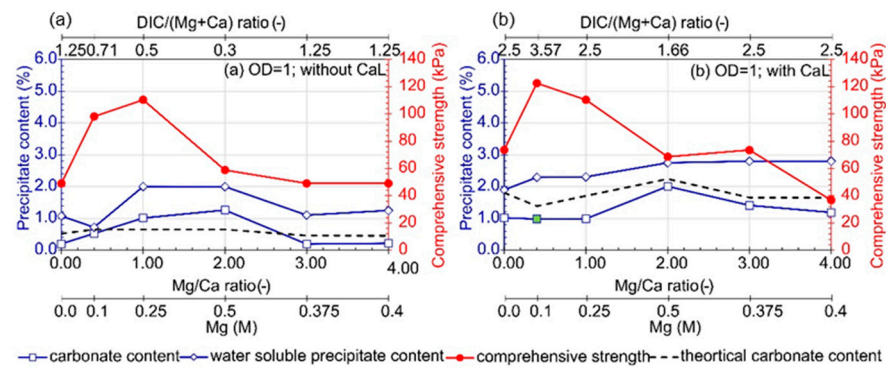 (a)
DIC/(Mg+Ca) ratio(-)
1.25 0.71 0.5 0.3 1.25 1.25
(a) OD=1; without CaL
Precipitate content (%)
6.0
5.0
4.0
3.0
2.0
1.0
0.0
140
120
100
80
60
40
20
0
Comprehensive strength (kPa)
0.00 1.00 2.00 3.00 4.00
Mg/Ca ratio(-)
0.0 0.1 0.25 0.5 0.375 0.4
Mg (M)
(b)
DIC/(Mg+Ca) ratio (-)
2.5 3.57 2.5 1.66 2.5 2.5
(b) OD=1; with CaL
Precipitate content (%)
6.0
5.0
4.0
3.0
2.0
1.0
0.0
140
120
100
80
60
40
20
0
Comprehensive strength (kPa)
0.00 1.00 2.00 3.00 4.00
Mg/Ca ratio(-)
0.0 0.1 0.25 0.5 0.375 0.4
Mg (M)
carbonate content water soluble precipitate content comprehensive strength theortical carbonate content